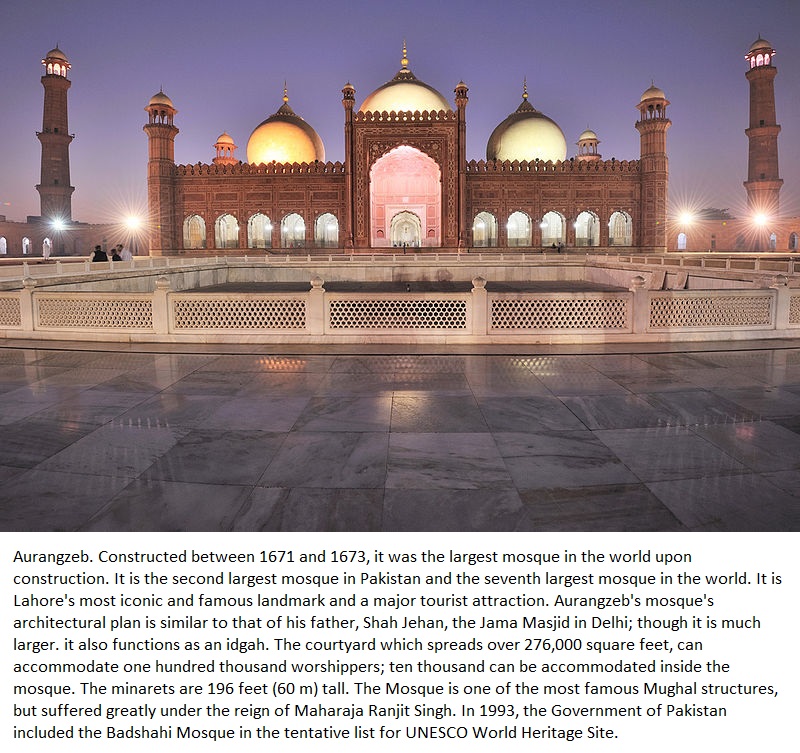 Aurangzeb. Constructed between 1671 and 1673, it was the largest mosque in the world upon
construction. It is the second largest mosque in Pakistan and the seventh largest mosque in the world. It is
Lahore's most iconic and famous landmark and a major tourist attraction. Aurangzeb's mosque's
architectural plan is similar to that of his father, Shah Jehan, the Jama Masjid in Delhi; though it is much
larger. it also functions as an idgah. The courtyard which spreads over 276,000 square feet, can
accommodate one hundred thousand worshippers; ten thousand can be accommodated inside the
mosque. The minarets are 196 feet (60 m) tall. The Mosque is one of the most famous Mughal structures,
but suffered greatly under the reign of Maharaja Ranjit Singh. In 1993, the Government of Pakistan
included the Badshahi Mosque in the tentative list for UNESCO World Heritage Site.